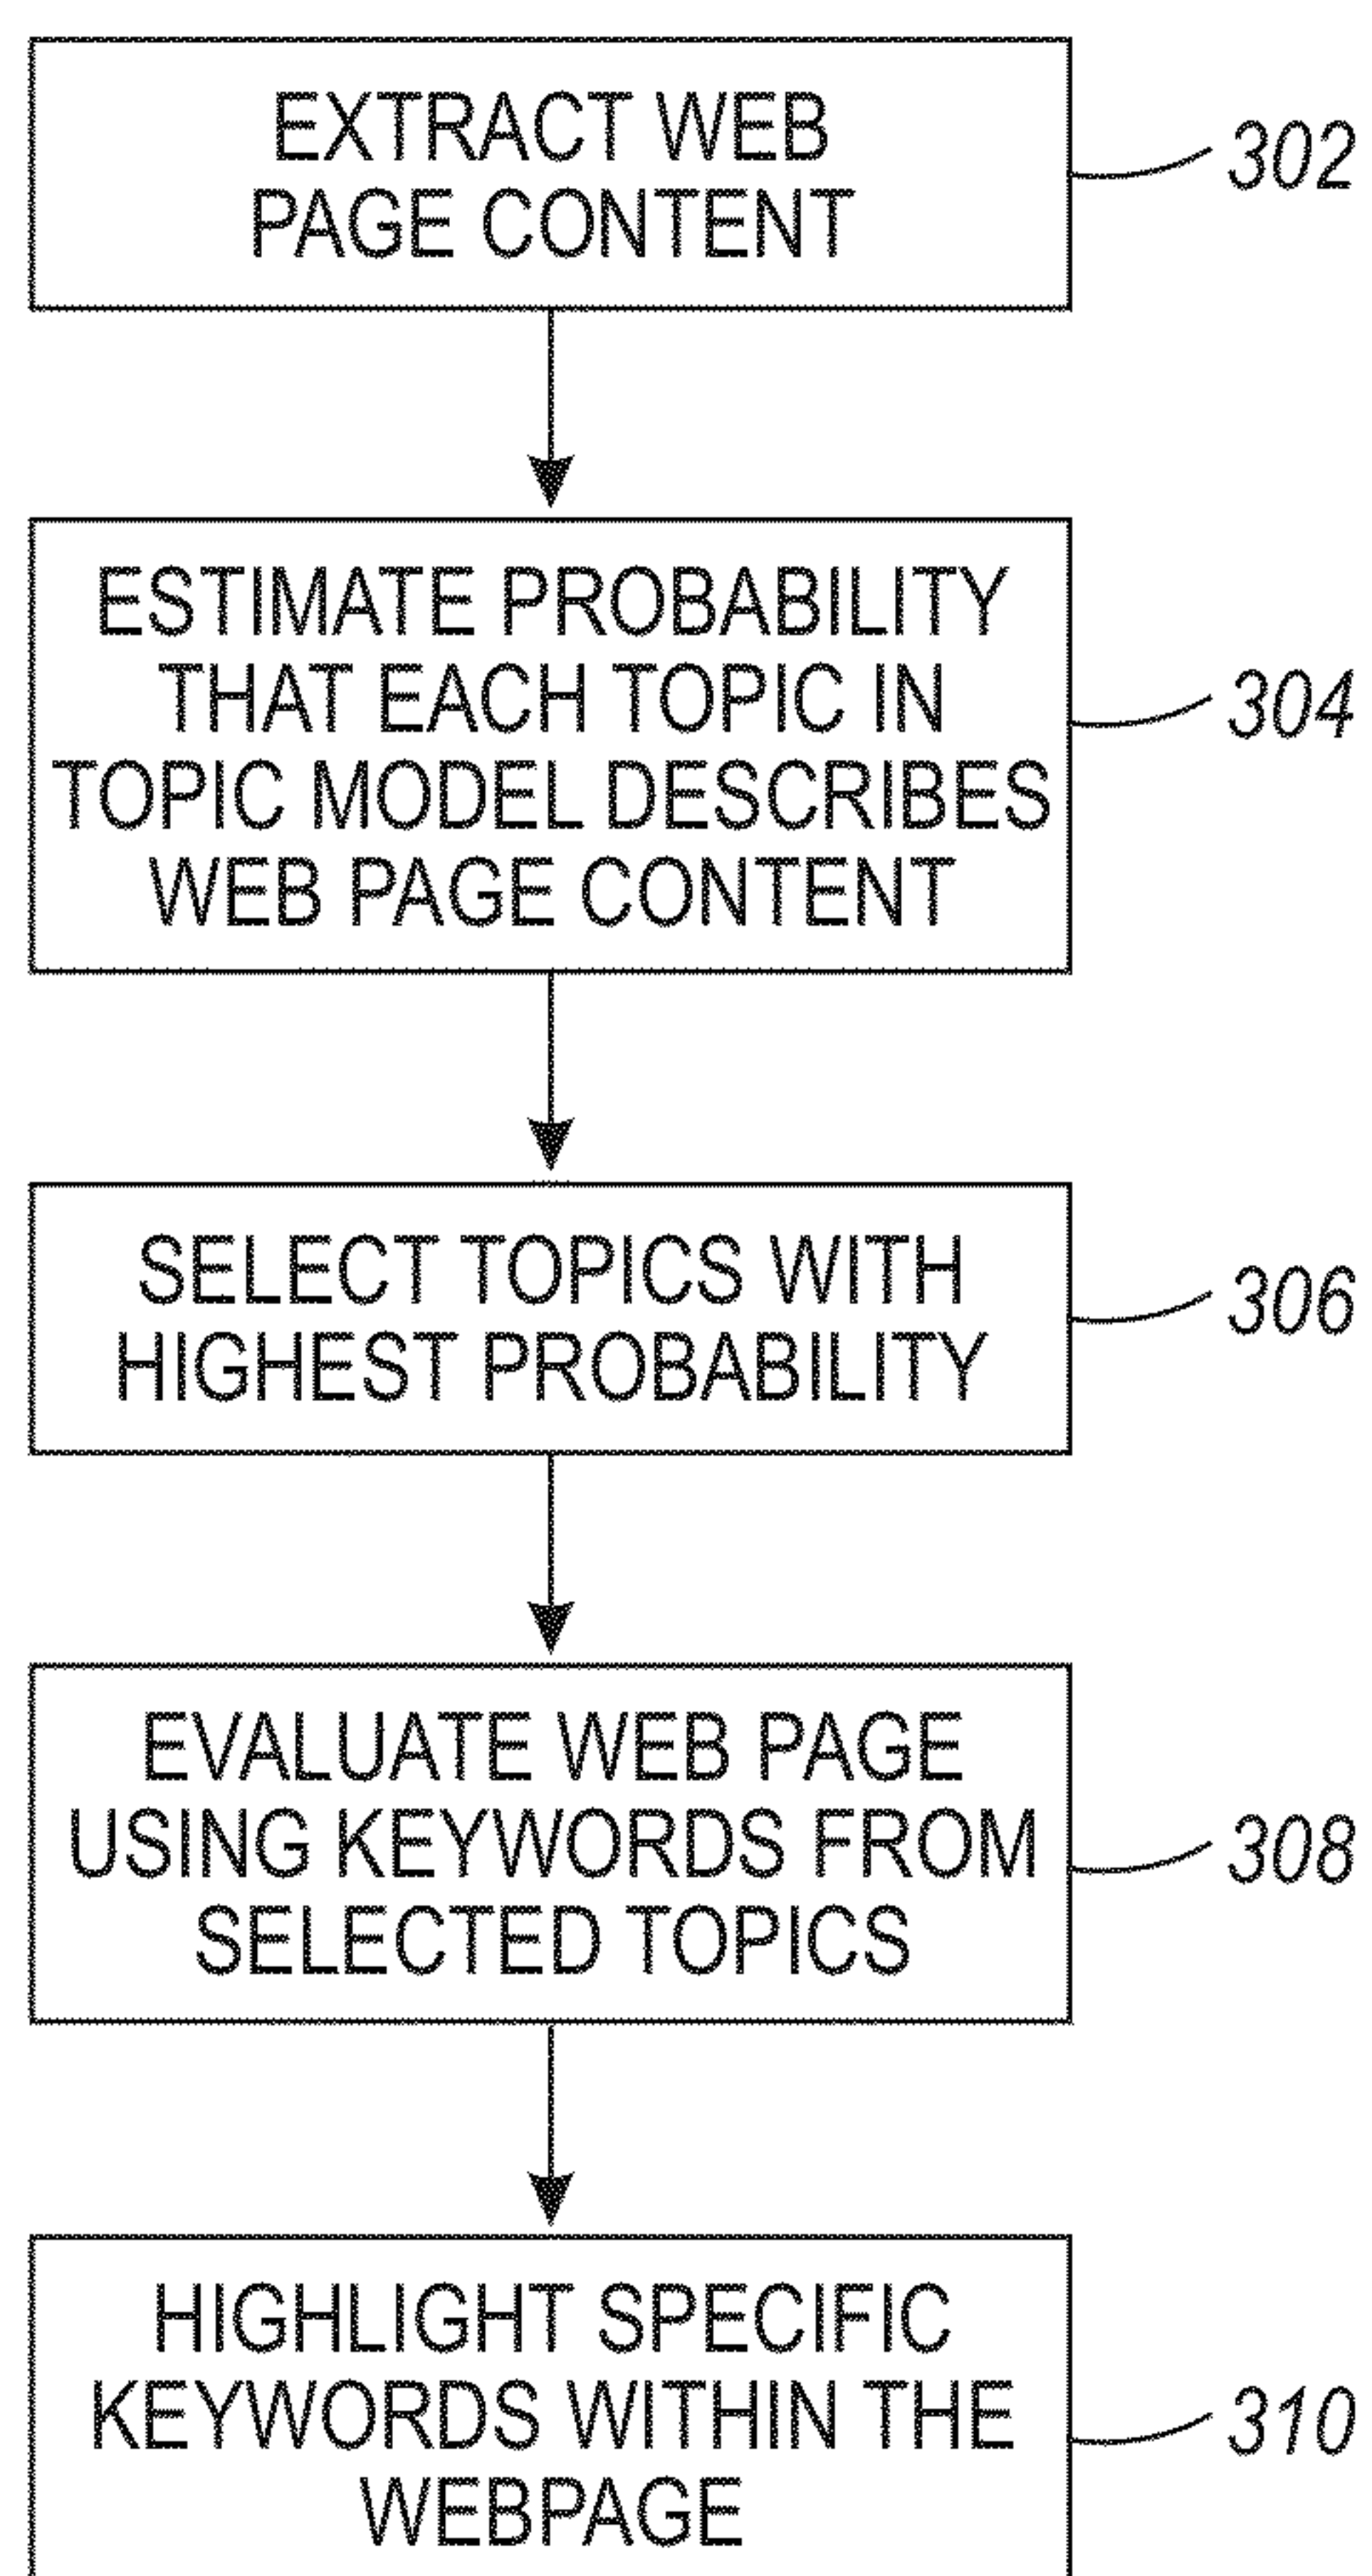 EXTRACT WEB
PAGE CONTENT
302
ESTIMATE PROBABILITY
THAT EACH TOPIC IN
TOPIC MODEL DESCRIBES
WEB PAGE CONTENT
304
SELECT TOPICS WITH
HIGHEST PROBABILITY
306
EVALUATE WEB PAGE
USING KEYWORDS FROM
SELECTED TOPICS
308
HIGHLIGHT SPECIFIC
KEYWORDS WITHIN THE
WEBPAGE
310